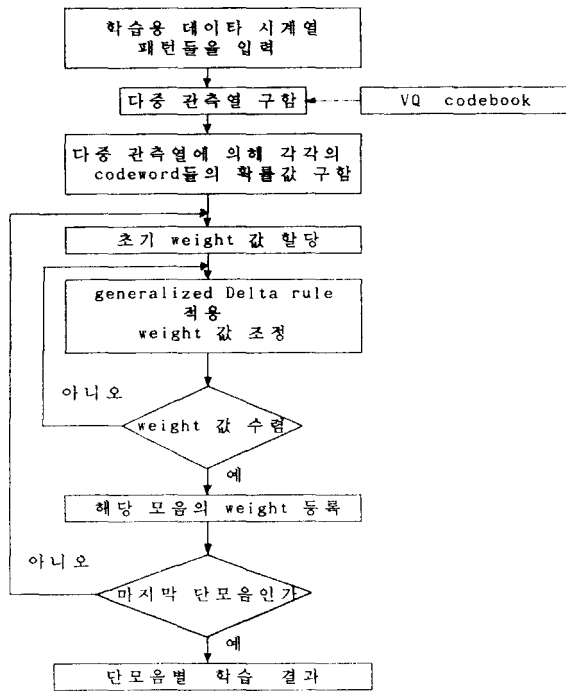 학습용 데이타 시계열
패턴들을 입력
다중 관측열 구함
VQ codebook
다중 관측열에 의해 각각의
codeword들의 확률값 구함
초기 weight 값 할당
generalized Delta rule
적용
weight 값 조정
아니오
weight 값 수렴
예
해당 모음의 weight 등록
아니오
마지막 단모음인가
예
단모음별 학습 결과